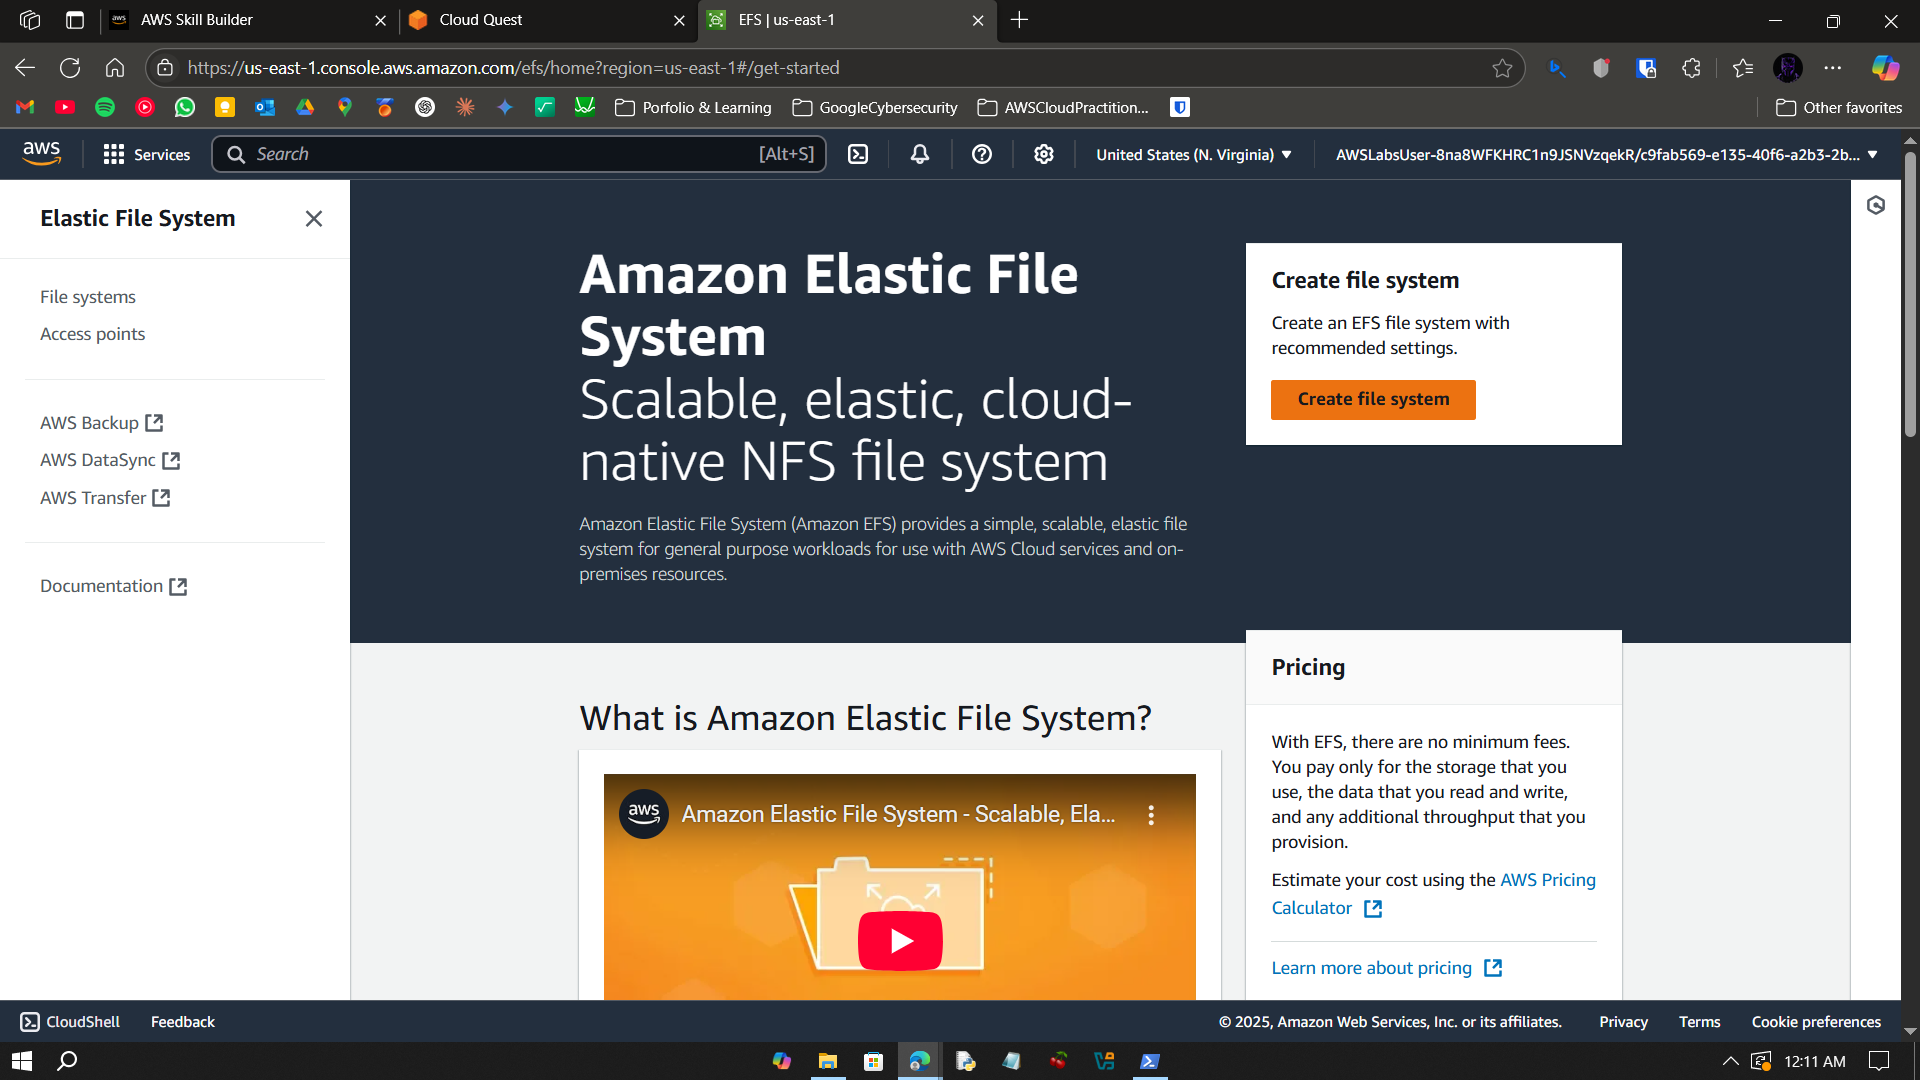 AWS Skill Builder
Cloud Quest
EFS | us-east-1
https://us-east-1.console.aws.amazon.com/efs/home?region=us-east-1#/get-started
Porfolio & Learning
GoogleCybersecurity
AWSCloudPractition...
Other favorites
aws
Services
Search
[Alt+S]
United States (N. Virginia)
AWSLabsUser-8na8WFKHRC1n9JSNVzqekR/c9fab569-e135-40f6-a2b3-2b...
Elastic File System
File systems
Access points
AWS Backup
AWS DataSync
AWS Transfer
Documentation
Amazon Elastic File
System
Scalable, elastic, cloud-
native NFS file system
Amazon Elastic File System (Amazon EFS) provides a simple, scalable, elastic file
system for general purpose workloads for use with AWS Cloud services and on-
premises resources.
Create file system
Create an EFS file system with
recommended settings.
Create file system
What is Amazon Elastic File System?
aws
Amazon Elastic File System - Scalable, Ela...
Pricing
With EFS, there are no minimum fees.
You pay only for the storage that you
use, the data that you read and write,
and any additional throughput that you
provision.
Estimate your cost using the AWS Pricing
Calculator
Learn more about pricing
CloudShell
Feedback
© 2025, Amazon Web Services, Inc. or its affiliates.
Privacy
Terms
Cookie preferences
12:11 AM